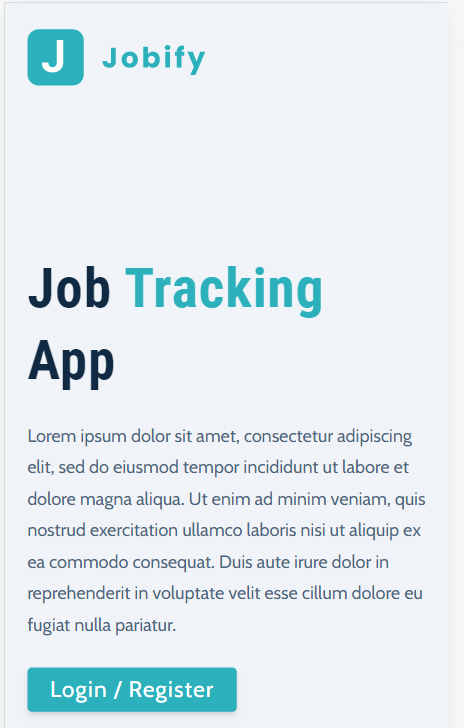 J Jobify
Job Tracking
App
Lorem ipsum dolor sit amet, consectetur adipiscing
elit, sed do eiusmod tempor incididunt ut labore et
dolore magna aliqua. Ut enim ad minim veniam, quis
nostrud exercitation ullamco laboris nisi ut aliquip ex
ea commodo consequat. Duis aute irure dolor in
reprehenderit in voluptate velit esse cillum dolore eu
fugiat nulla pariatur.
Login / Register